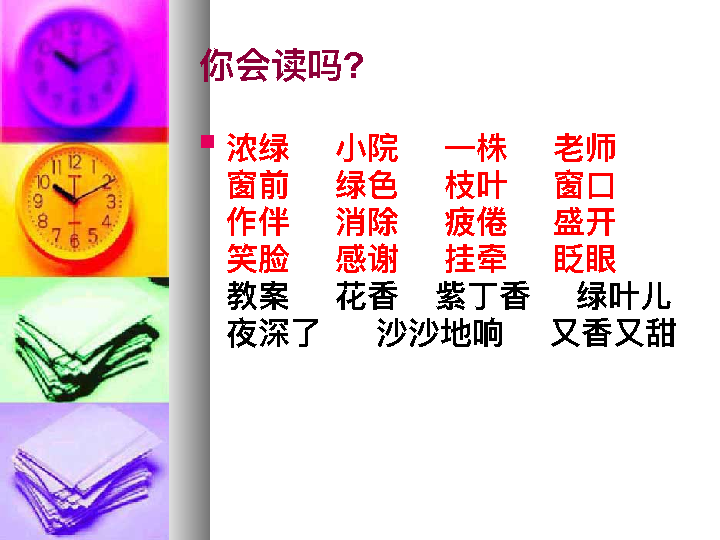 你会读吗?
浓绿 小院 一株 老师
窗前 绿色 枝叶 窗口
作伴 消除 疲倦 盛开
笑脸 感谢 挂牵 眨眼
教案 花香 紫丁香 绿叶儿
夜深了 沙沙地响 又香又甜